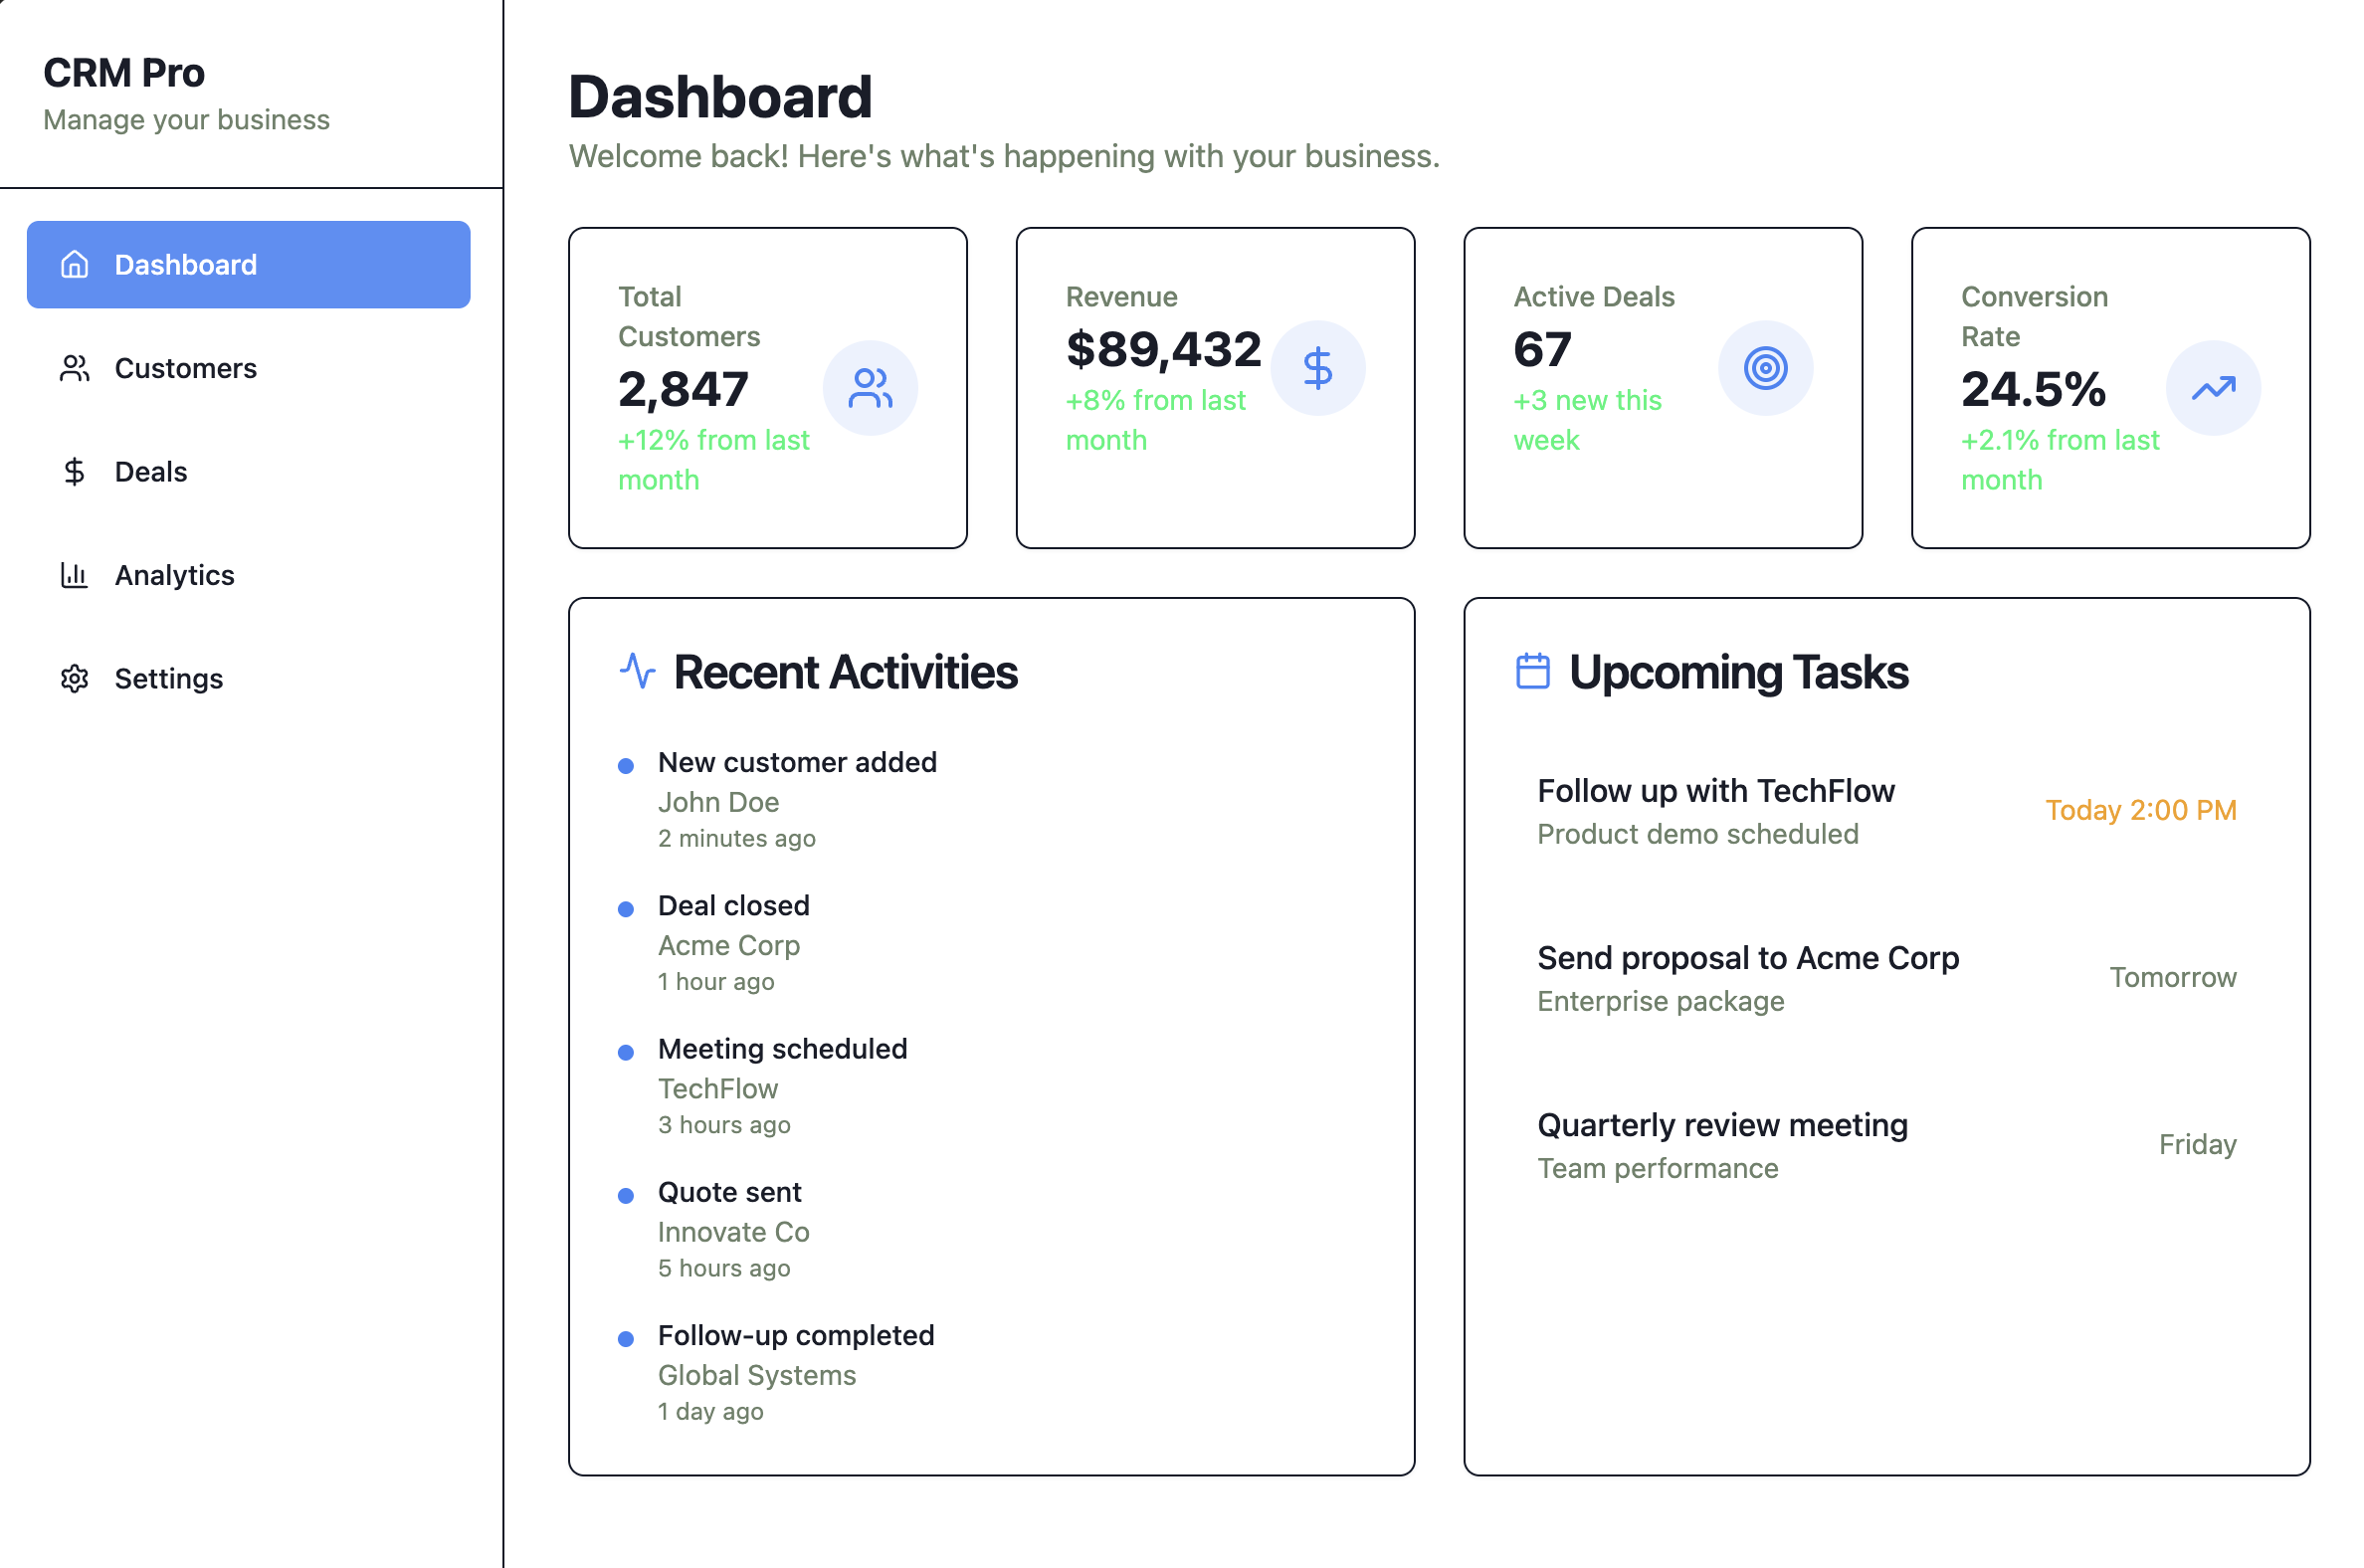 CRM Pro
Manage your business
Dashboard
Customers
Deals
Analytics
Settings
Dashboard
Welcome back! Here's what's happening with your business.
Total
Customers
2,847
+12% from last
month
Revenue
$89,432
+8% from last
month
Active Deals
67
+3 new this
week
Conversion
Rate
24.5%
+2.1% from last
month
Recent Activities
New customer added
John Doe
2 minutes ago
Deal closed
Acme Corp
1 hour ago
Meeting scheduled
TechFlow
3 hours ago
Quote sent
Innovate Co
5 hours ago
Follow-up completed
Global Systems
1 day ago
Upcoming Tasks
Follow up with TechFlow
Product demo scheduled
Today 2:00 PM
Send proposal to Acme Corp
Enterprise package
Tomorrow
Quarterly review meeting
Team performance
Friday